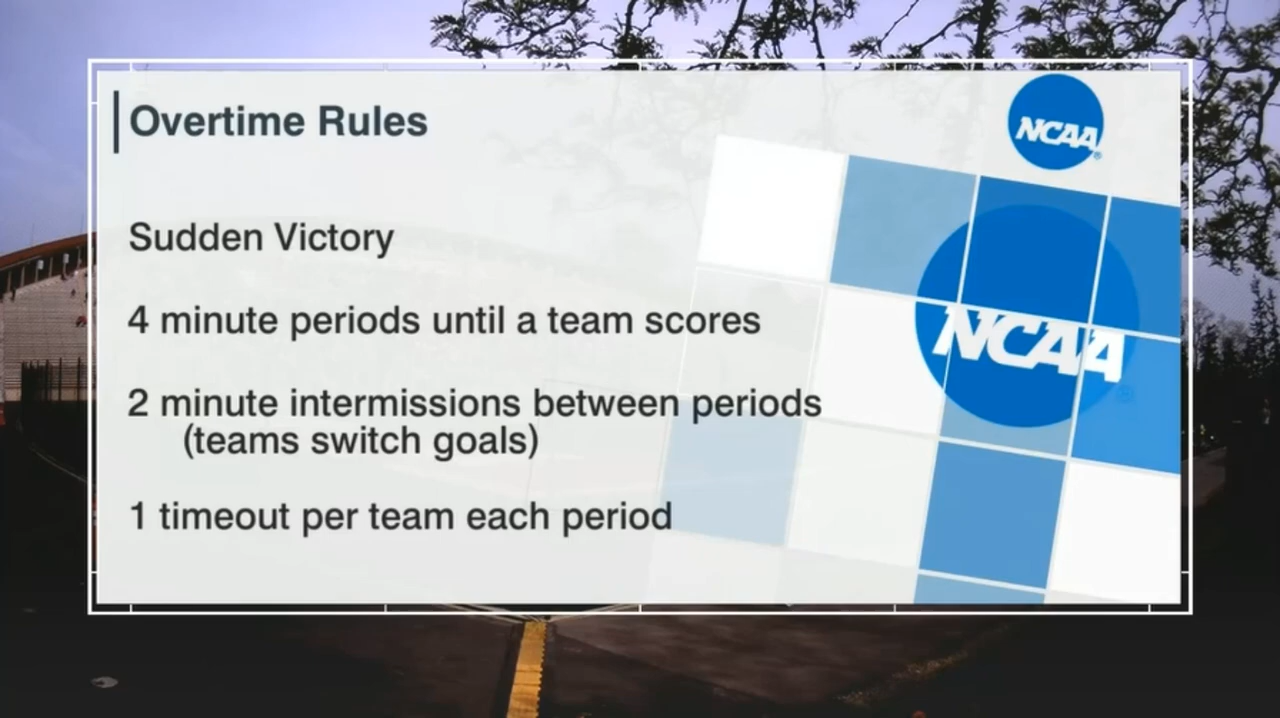 Overtime Rules
NCAA
Sudden Victory
4 minute periods until a team scores
NCAA
2 minute intermissions between periods
(teams switch goals)
1 timeout per team each period